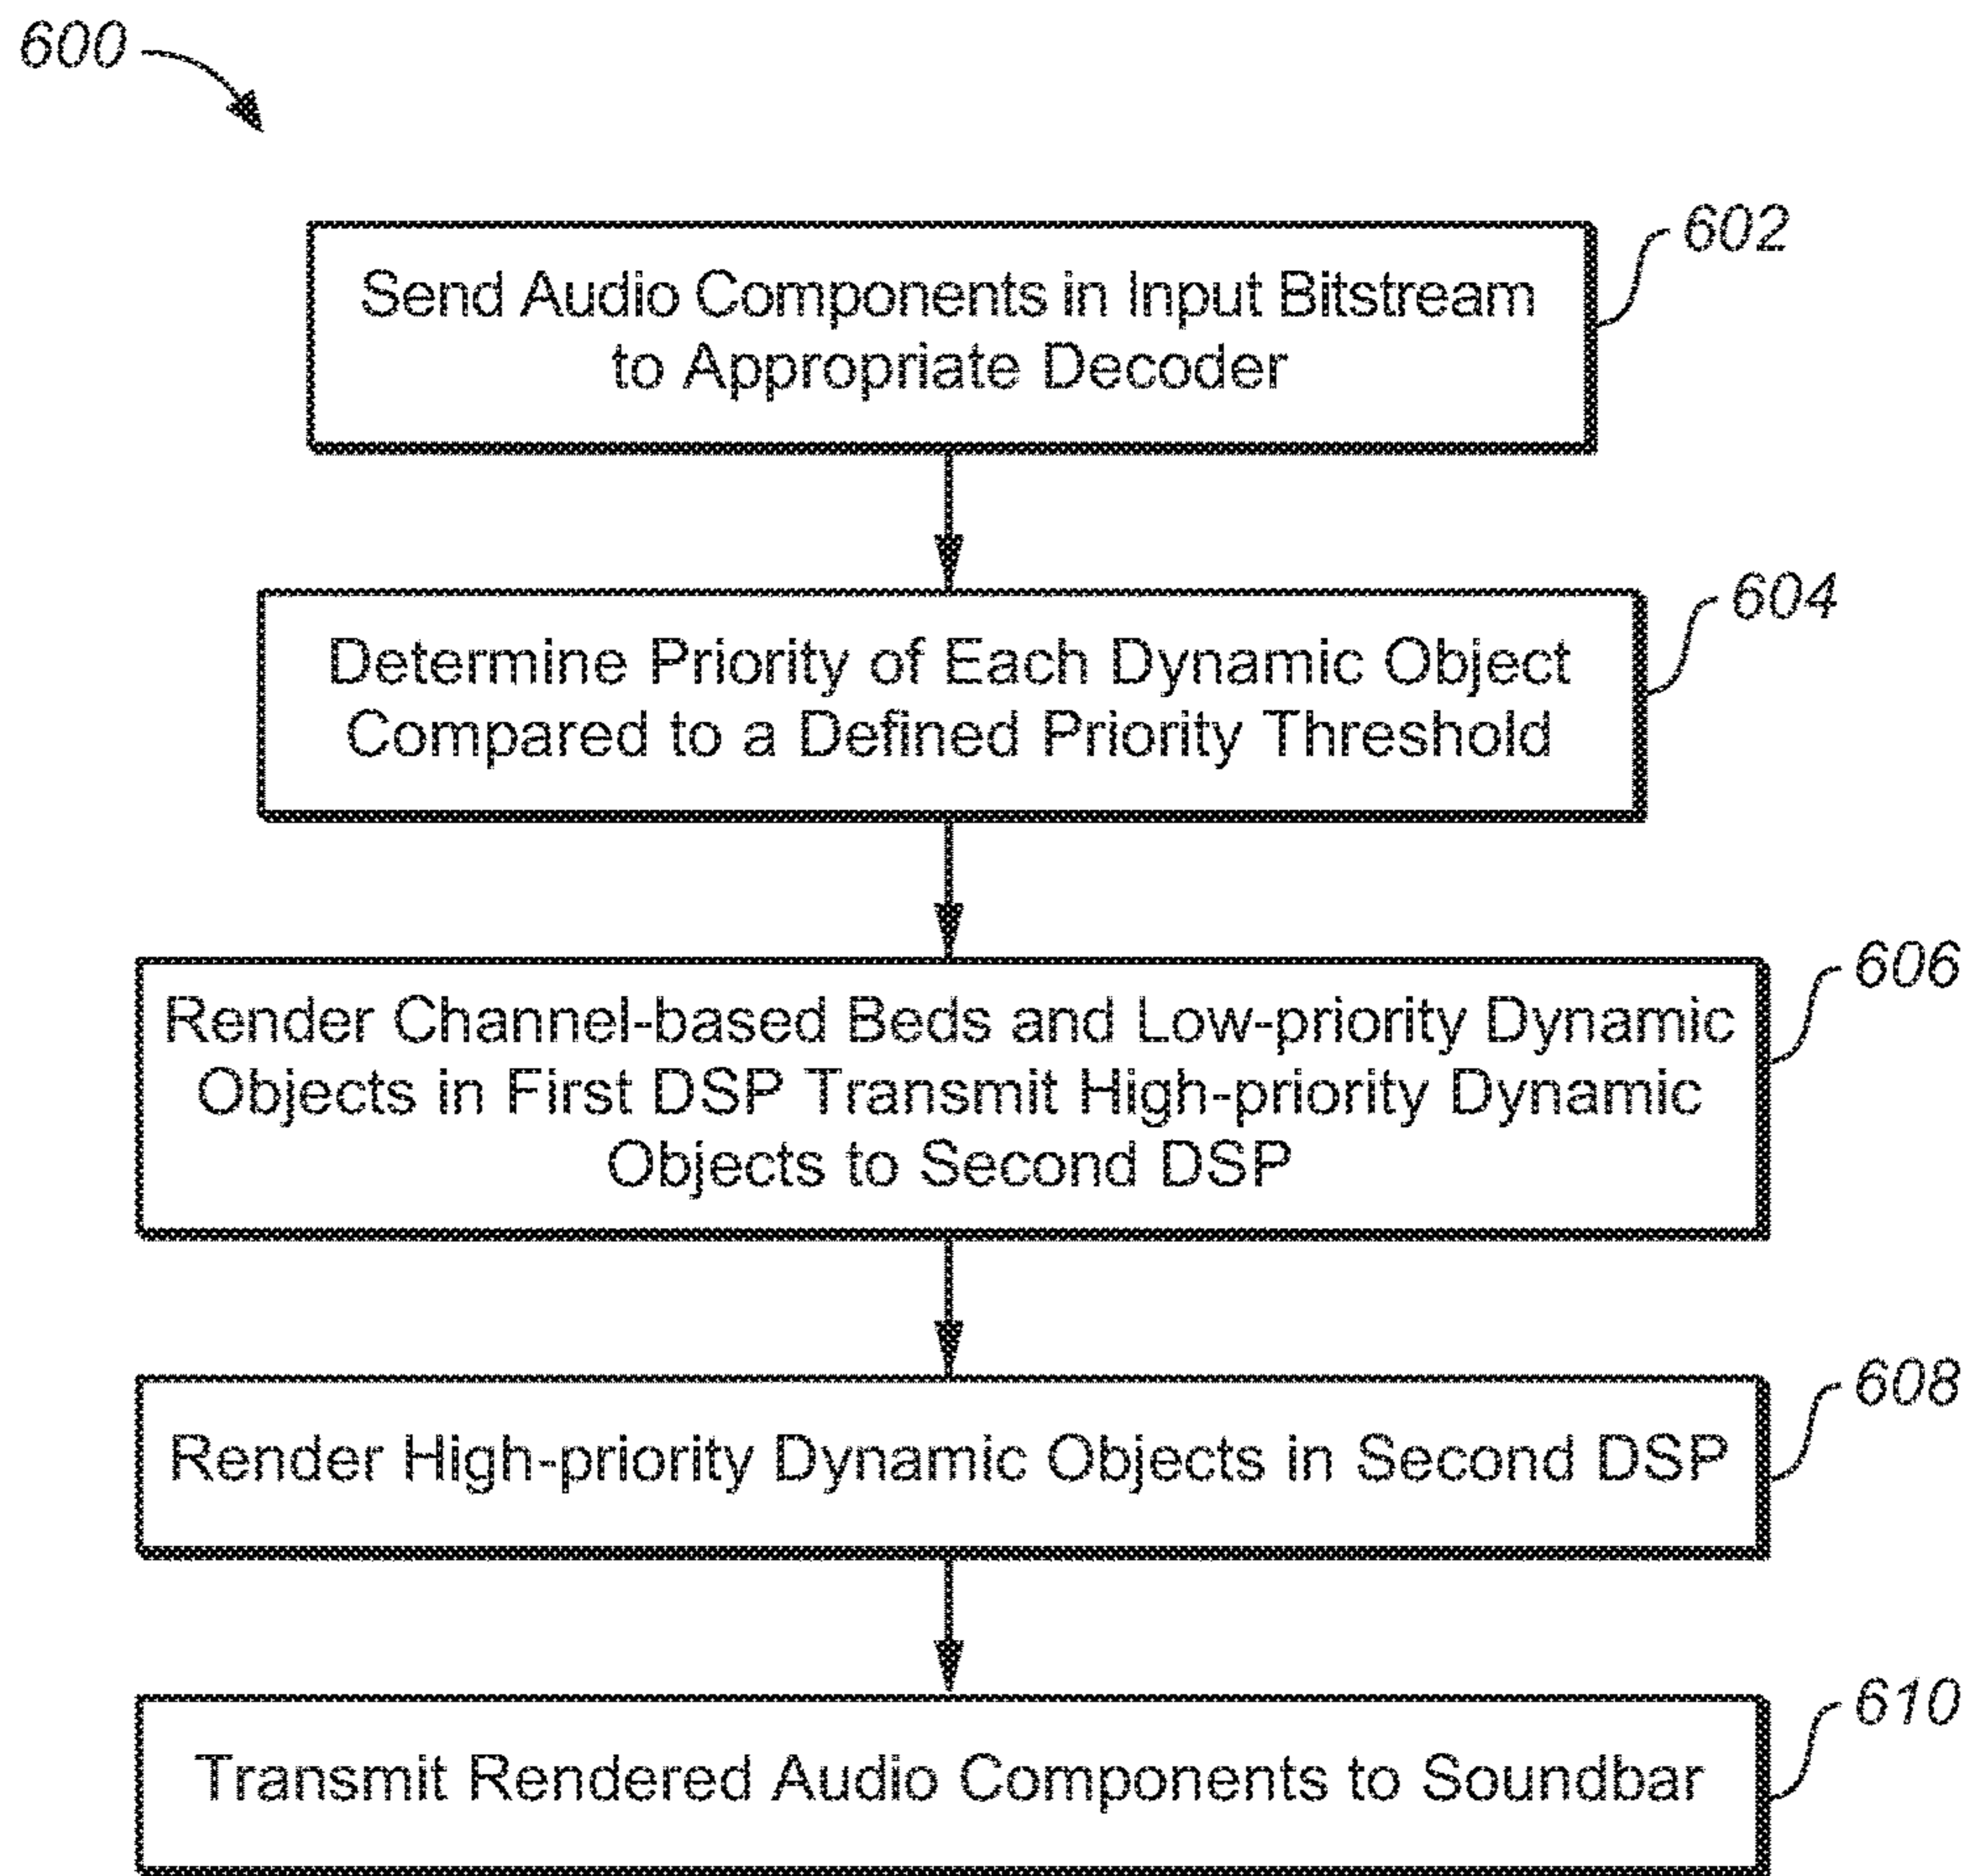 600
602
Send Audio Components in Input Bitstream
to Appropriate Decoder
604
Determine Priority of Each Dynamic Object
Compared to a Defined Priority Threshold
606
Render Channel-based Beds and Low-priority Dynamic
Objects in First DSP Transmit High-priority Dynamic
Objects to Second DSP
608
Render High-priority Dynamic Objects in Second DSP
610
Transmit Rendered Audio Components to Soundbar